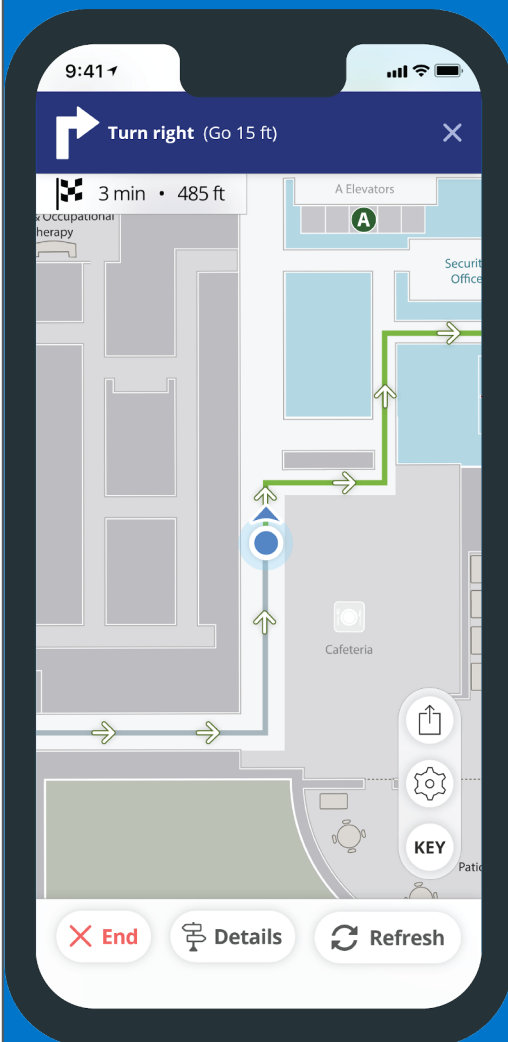 9:41
Turn right (Go 15 ft)
3 min • 485 ft
& Occupational
herapy
A Elevators
A
Securit
Office
Cafeteria
KEY
Patio
End
Details
Refresh